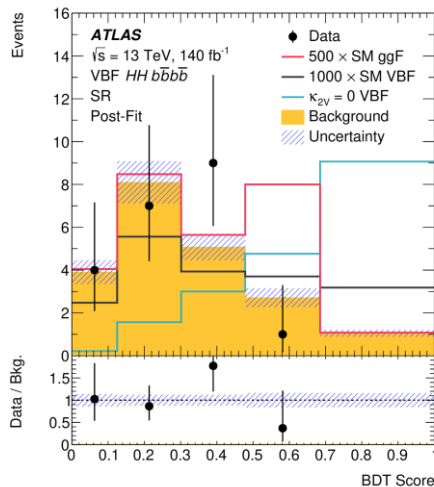 Events
16
14
12
10
8
6
4
2
0
ATLAS
√s = 13 TeV, 140 fb⁻¹
VBF HH bb̄bb̄
SR
Post-Fit
Data
500 × SM ggF
1000 × SM VBF
κ₂V = 0 VBF
Background
Uncertainty
Data / Bkg.
1.5
1
0.5
0
0 0.1 0.2 0.3 0.4 0.5 0.6 0.7 0.8 0.9 1
BDT Score